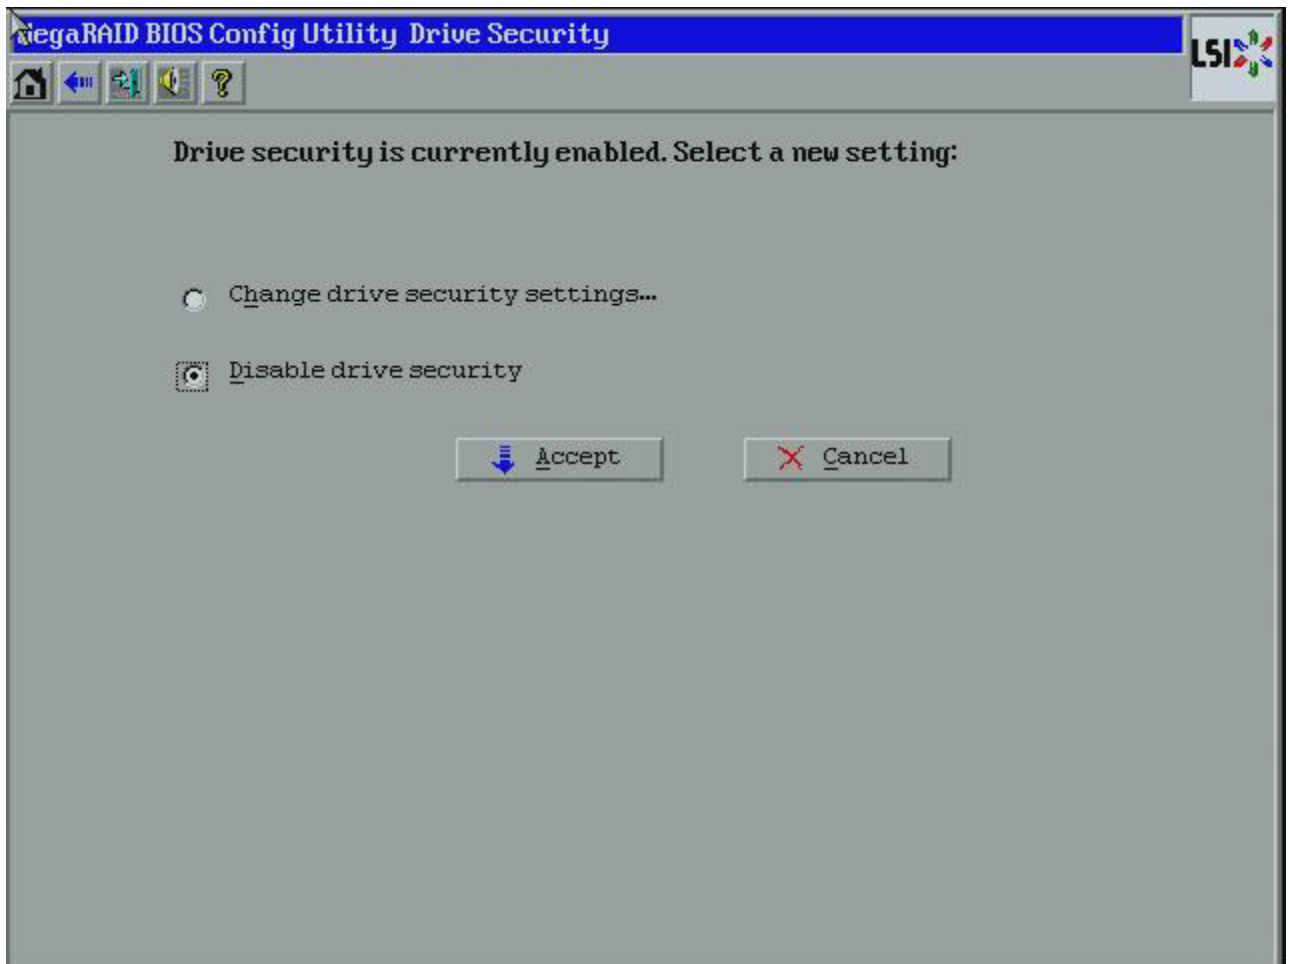 MegaRAID BIOS Config Utility Drive Security
LSI
?
Drive security is currently enabled. Select a new setting:
Change drive security settings...
Disable drive security
Accept
Cancel